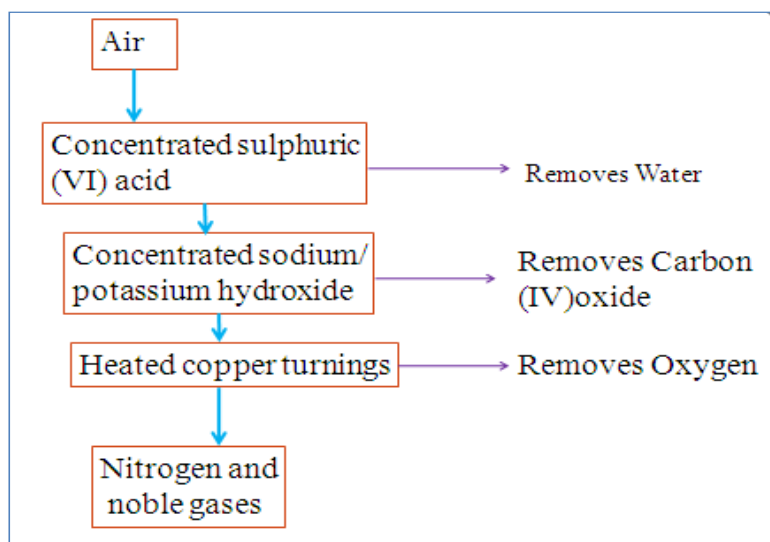 Air
Concentrated sulphuric
(VI) acid
Removes Water
Concentrated sodium/
potassium hydroxide
Removes Carbon
(IV)oxide
Heated copper turnings
Removes Oxygen
Nitrogen and
noble gases